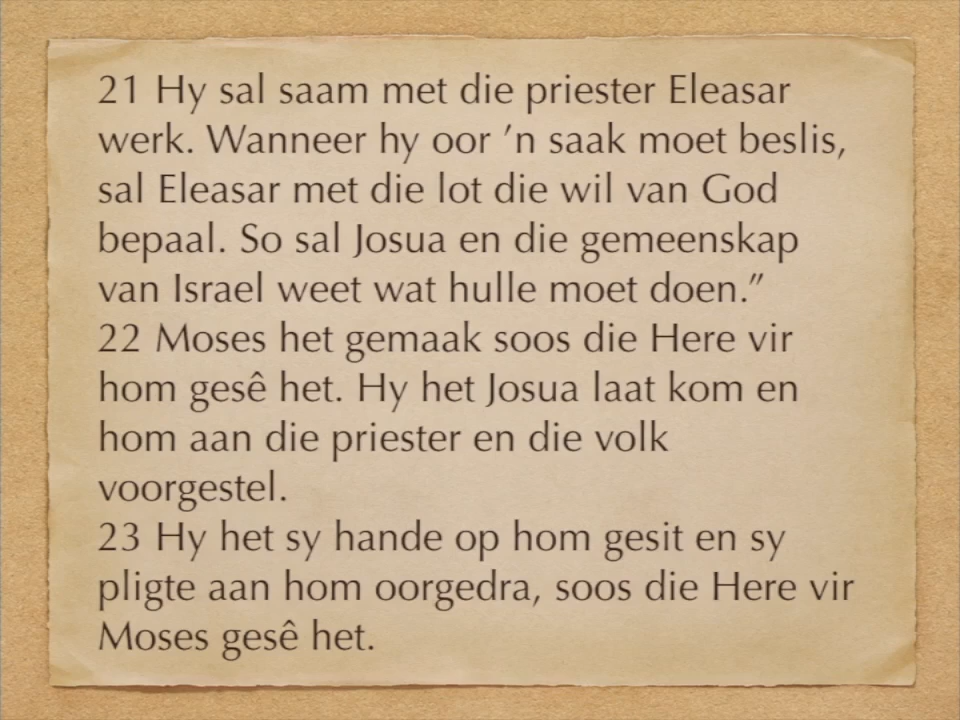 21 Hy sal saam met die priester Eleasar
werk. Wanneer hy oor ’n saak moet beslis,
sal Eleasar met die lot die wil van God
bepaal. So sal Josua en die gemeenskap
van Israel weet wat hulle moet doen.”
22 Moses het gemaak soos die Here vir
hom gesê het. Hy het Josua laat kom en
hom aan die priester en die volk
voorgestel.
23 Hy het sy hande op hom gesit en sy
pligte aan hom oorgedra, soos die Here vir
Moses gesê het.